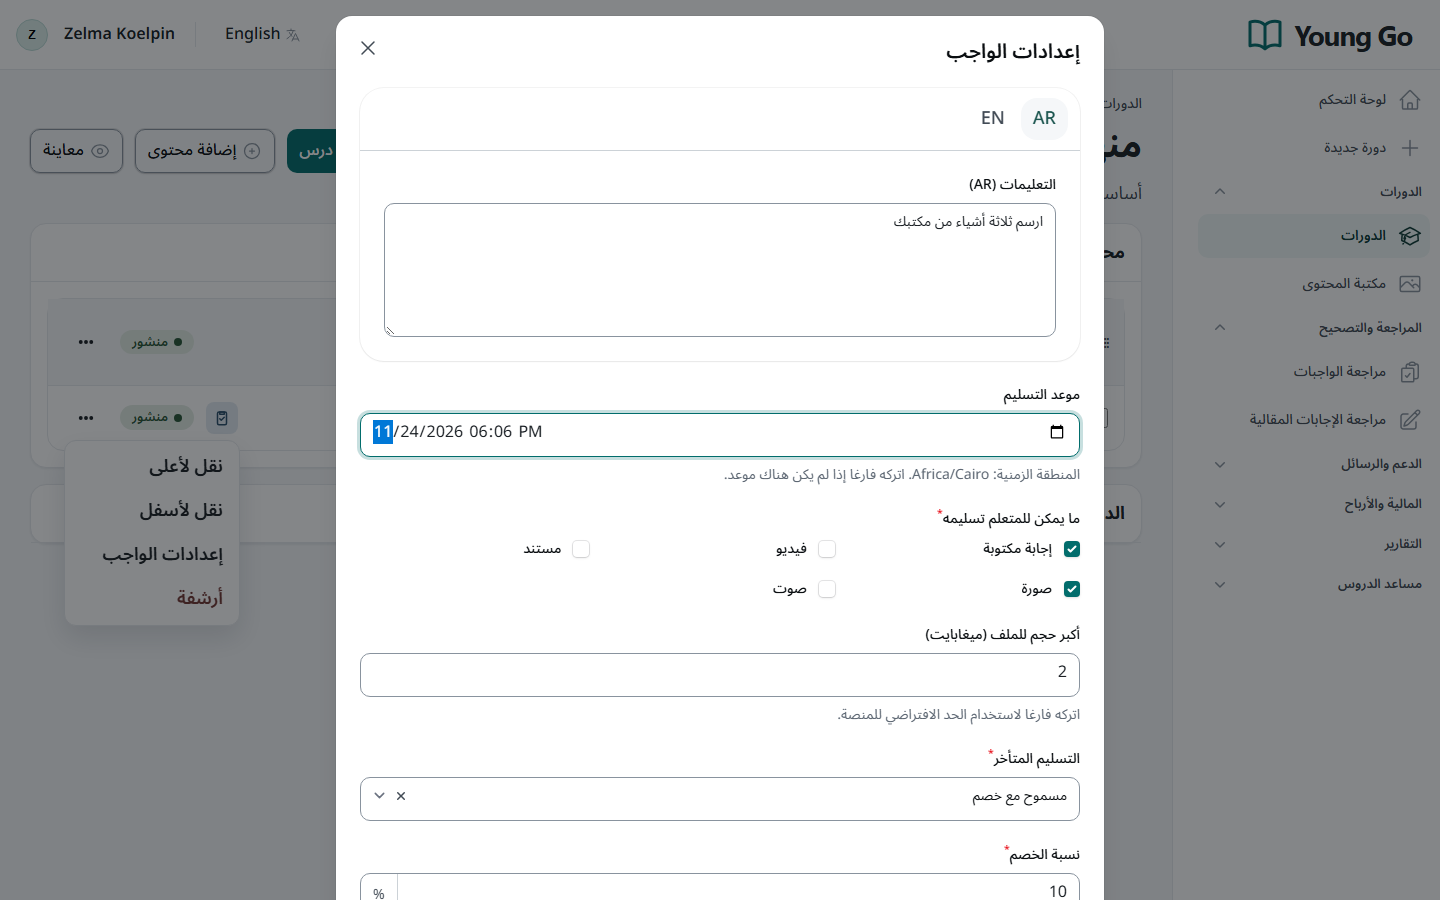 Young Go
English
Zelma Koelpin
Z
لوحة التحكم
دورة جديدة
الدورات
الدورات
مكتبة المحتوى
المراجعة والتصحيح
مراجعة الواجبات
مراجعة الإجابات المقالية
الدعم والرسائل
المالية والأرباح
التقارير
مساعد الدروس
الدورات
درس
إضافة محتوى
معاينة
منشور
منشور
نقل لأعلى
نقل لأسفل
إعدادات الواجب
أرشفة
إعدادات الواجب
AR
EN
التعليمات (AR)
ارسم ثلاثة أشياء من مكتبك
موعد التسليم
11/24/2026 06:06 PM
المنطقة الزمنية: Africa/Cairo. اتركه فارغا إذا لم يكن هناك موعد.
ما يمكن للمتعلم تسليمه*
إجابة مكتوبة
فيديو
مستند
صورة
صوت
أكبر حجم للملف (ميغابايت)
2
اتركه فارغا لاستخدام الحد الافتراضي للمنصة.
التسليم المتأخر*
مسموح مع خصم
نسبة الخصم*
10
%